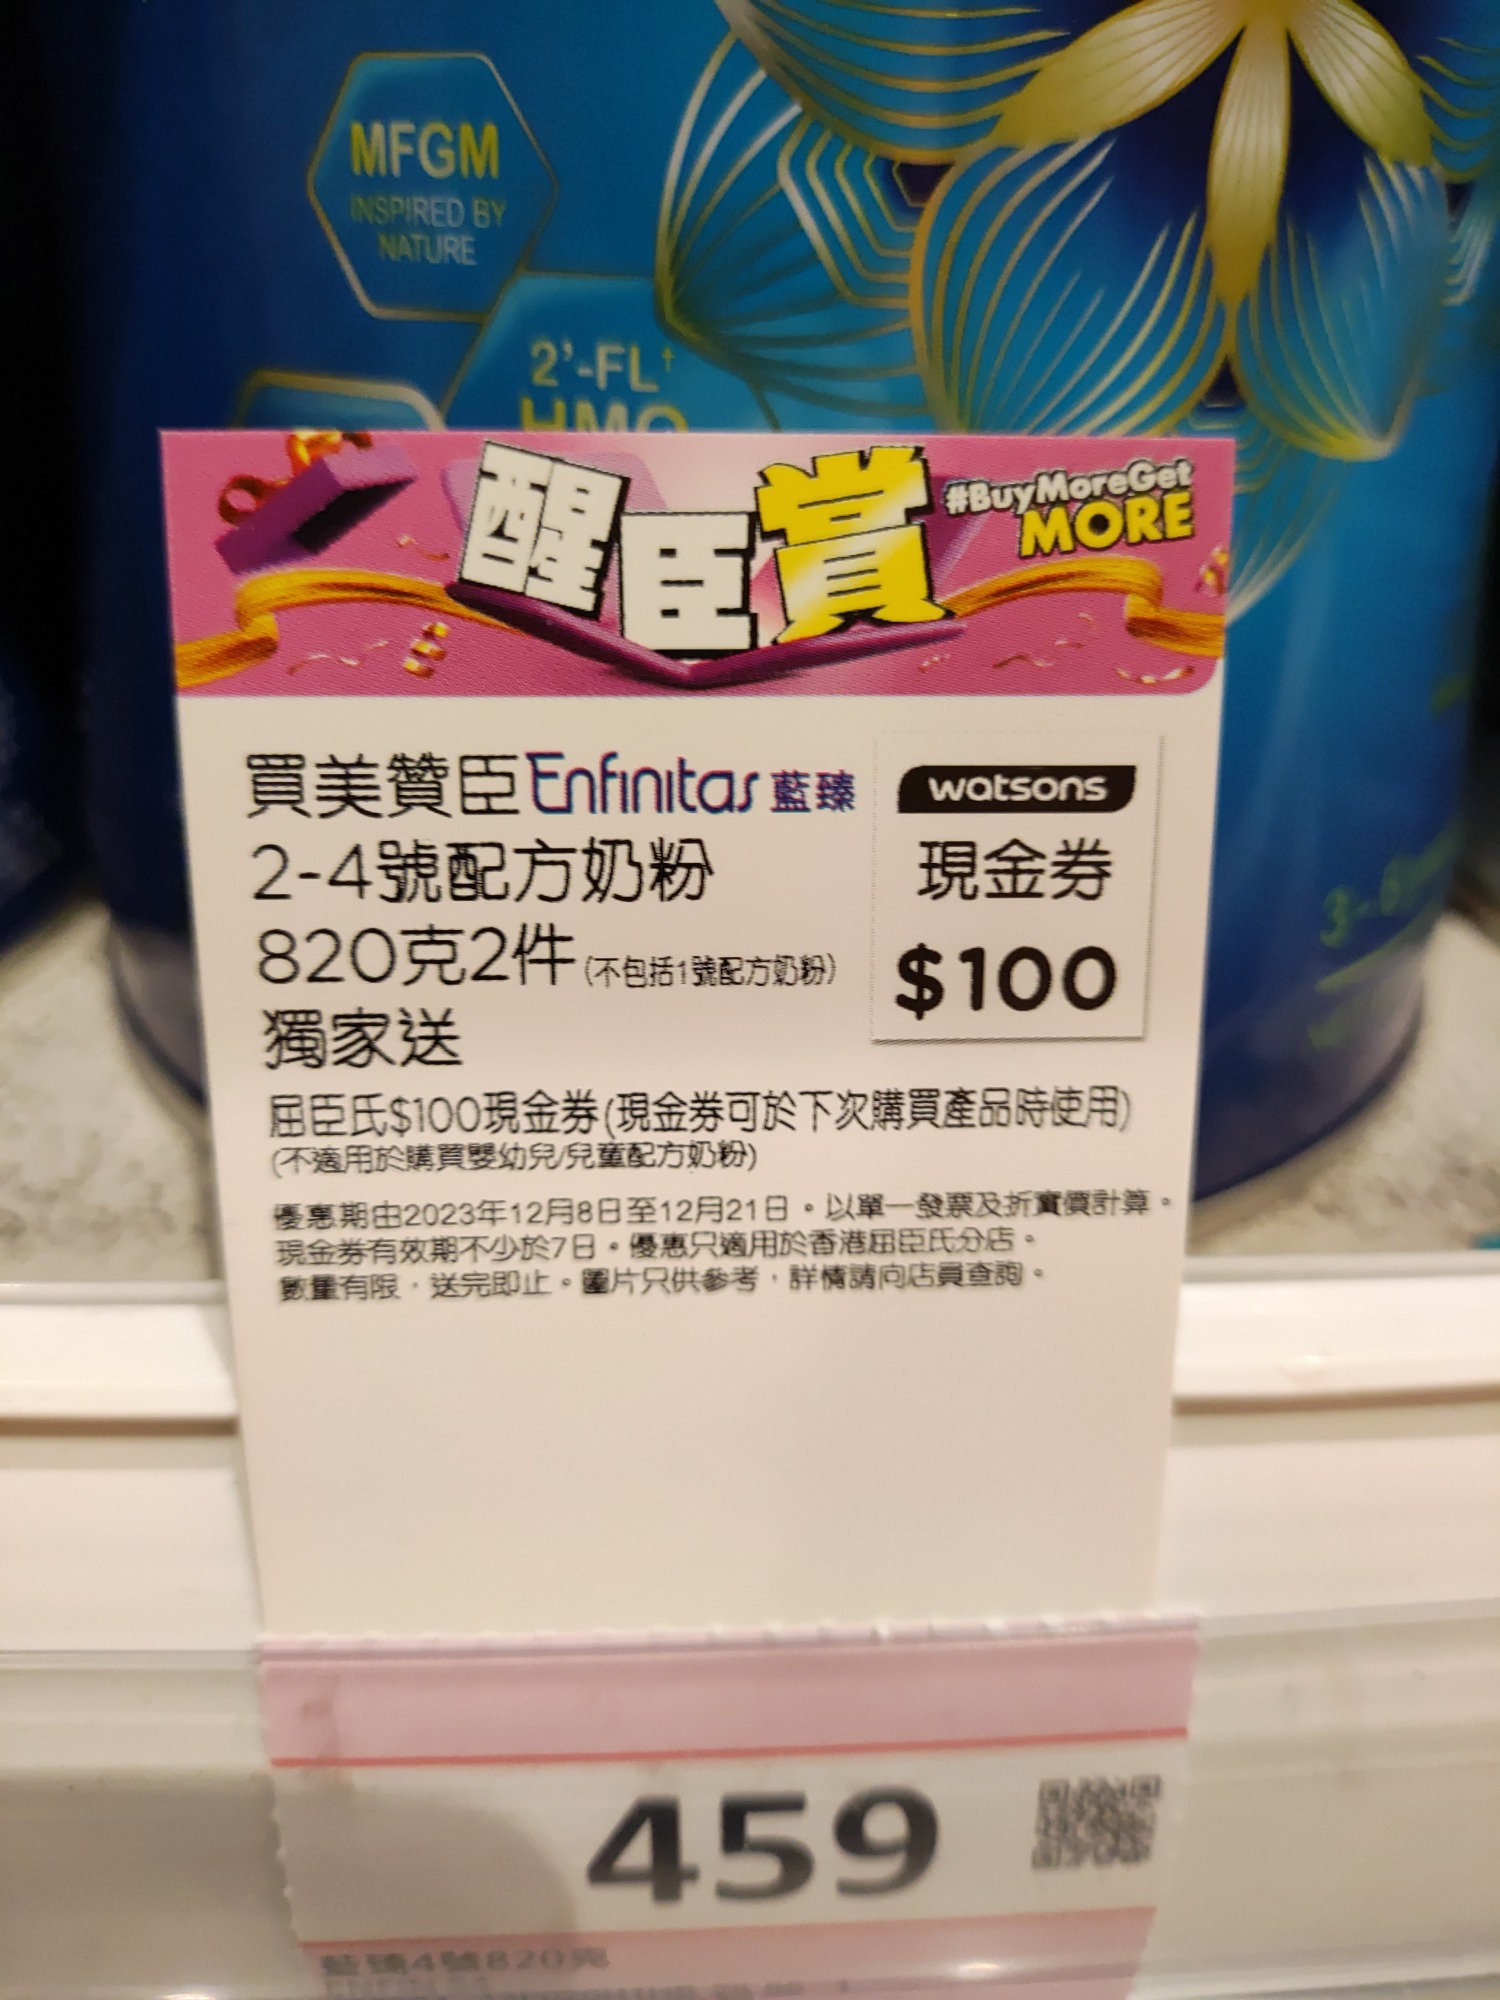 MFGM
INSPIRED BY
NATURE
2'-FL†
HMO
醒臣賞
#BuyMoreGet
MORE
買美贊臣Enfinitas 藍臻
2-4號配方奶粉
820克2件(不包括1號配方奶粉)
獨家送
watsons
現金券
$100
屈臣氏$100現金券(現金券可於下次購買產品時使用)
(不適用於購買嬰幼兒/兒童配方奶粉)
優惠期由2023年12月8日至12月21日。以單一發票及折實價計算。
現金券有效期不少於7日。優惠只適用於香港屈臣氏分店。
數量有限，送完即止。圖片只供參考，詳情請向店員查詢。
459
藍臻4號820克